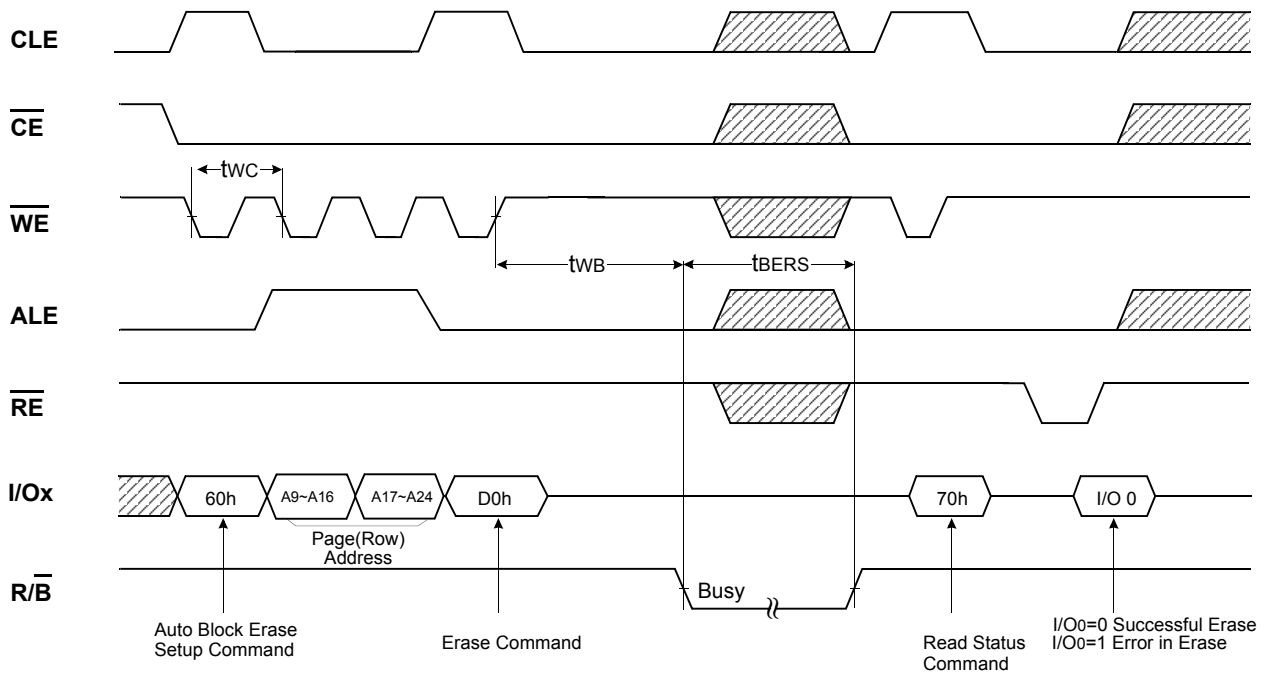 CLE
CE
tWC
WE
tWB
tBERS
ALE
RE
I/Ox
60h
A9~A16
A17~A24
D0h
70h
I/O 0
Page(Row)
Address
R/B
Busy
Auto Block Erase
Setup Command
Erase Command
Read Status
Command
I/O0=0 Successful Erase
I/O0=1 Error in Erase